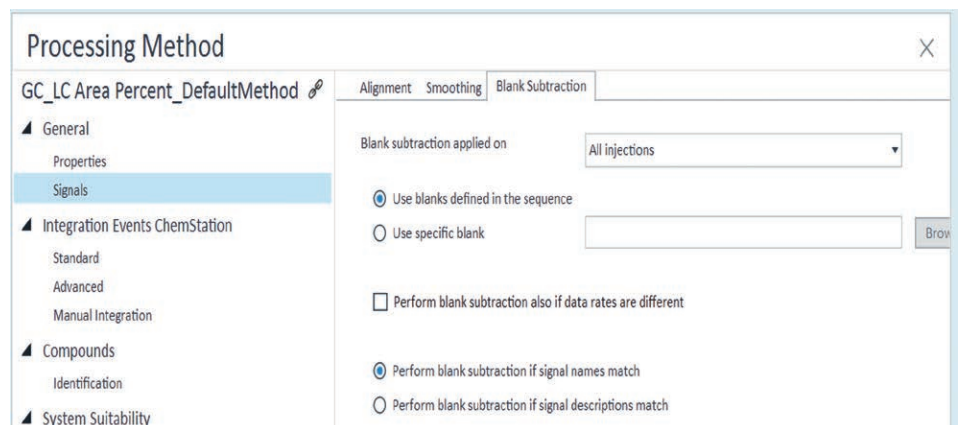 Processing Method
GC_LC Area Percent_DefaultMethod
General
Properties
Signals
Integration Events ChemStation
Standard
Advanced
Manual Integration
Compounds
Identification
System Suitability
Alignment Smoothing Blank Subtraction
Blank subtraction applied on All injections
Use blanks defined in the sequence
Use specific blank Brow
Perform blank subtraction also if data rates are different
Perform blank subtraction if signal names match
Perform blank subtraction if signal descriptions match